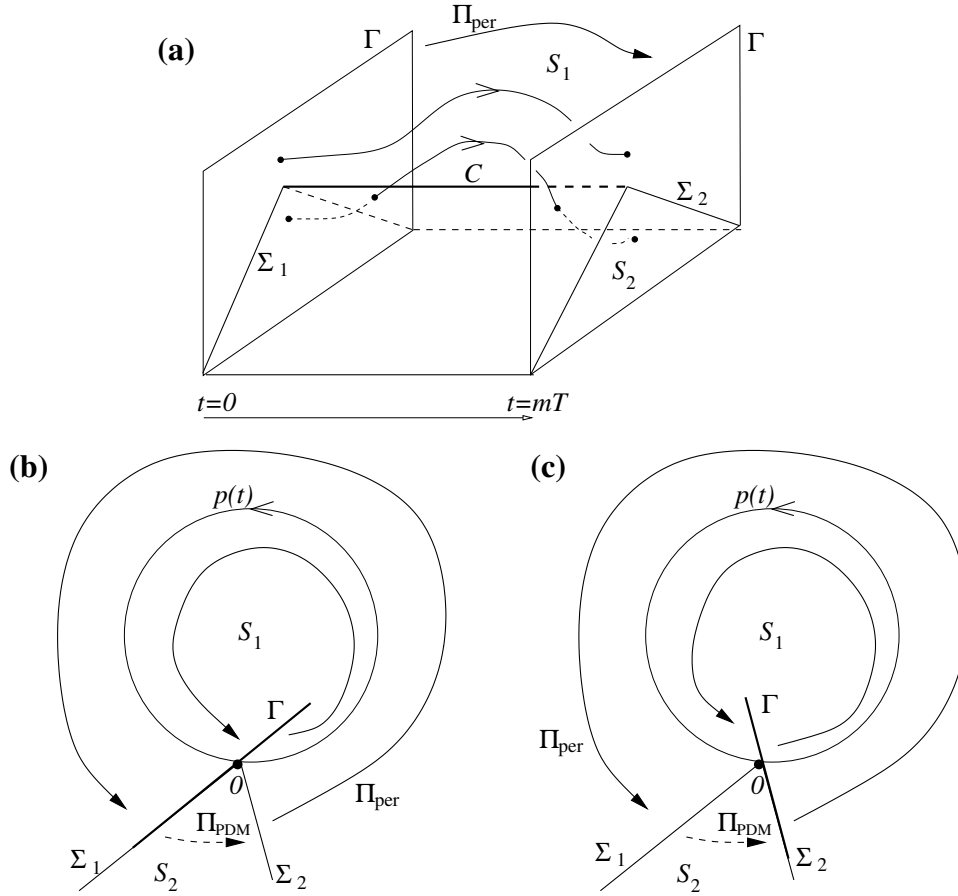 (a)
Γ
Π_per
S_1
Γ
C
Σ_2
Σ_1
S_2
t=0
t=mT
(b)
p(t)
S_1
Γ
0
Π_per
Π_PDM
Σ_1
S_2
Σ_2
(c)
p(t)
S_1
Γ
Π_per
0
Π_PDM
Σ_1
S_2
Σ_2